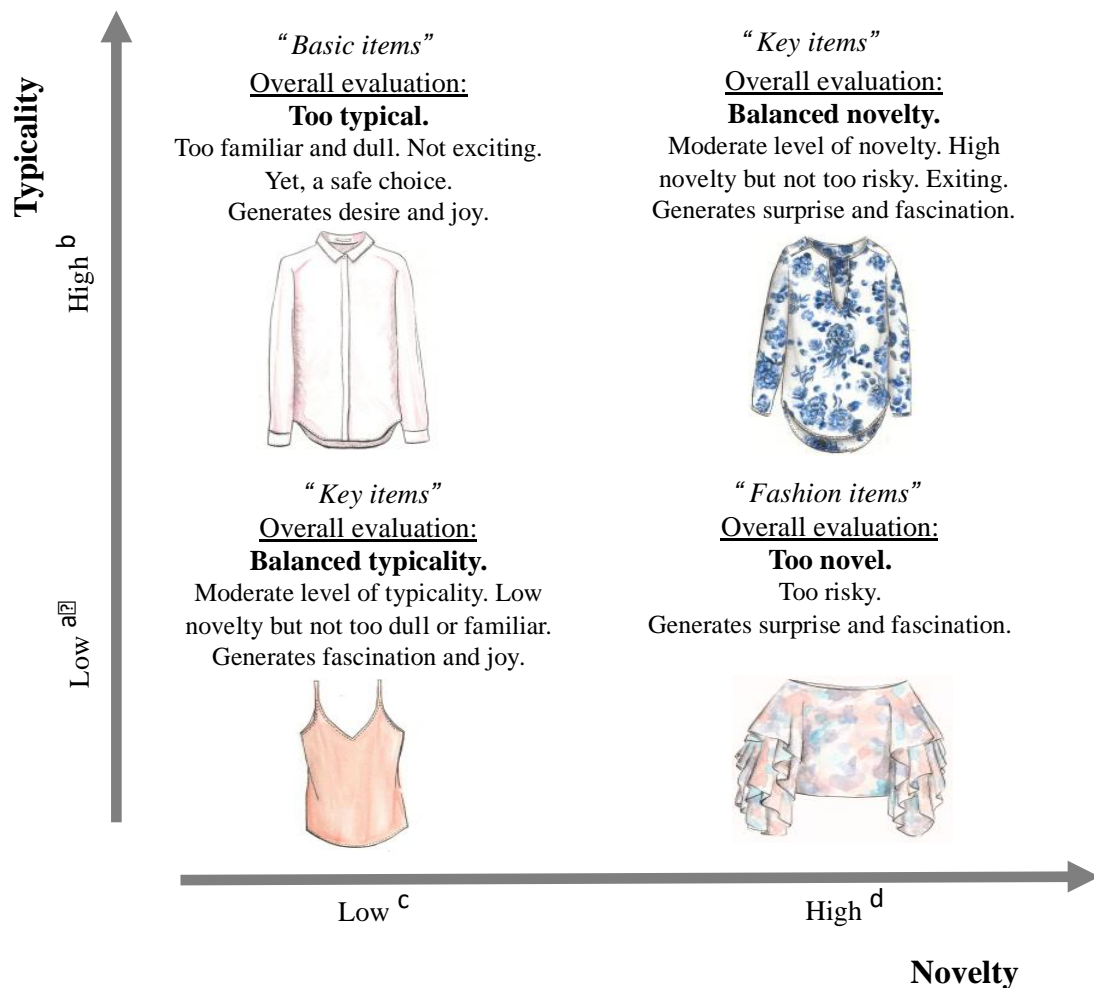 Typicality
High b
Low a
“Basic items”
Overall evaluation:
Too typical.
Too familiar and dull. Not exciting.
Yet, a safe choice.
Generates desire and joy.
“Key items”
Overall evaluation:
Balanced novelty.
Moderate level of novelty. High
novelty but not too risky. Exiting.
Generates surprise and fascination.
“Key items”
Overall evaluation:
Balanced typicality.
Moderate level of typicality. Low
novelty but not too dull or familiar.
Generates fascination and joy.
“Fashion items”
Overall evaluation:
Too novel.
Too risky.
Generates surprise and fascination.
Low c
High d
Novelty